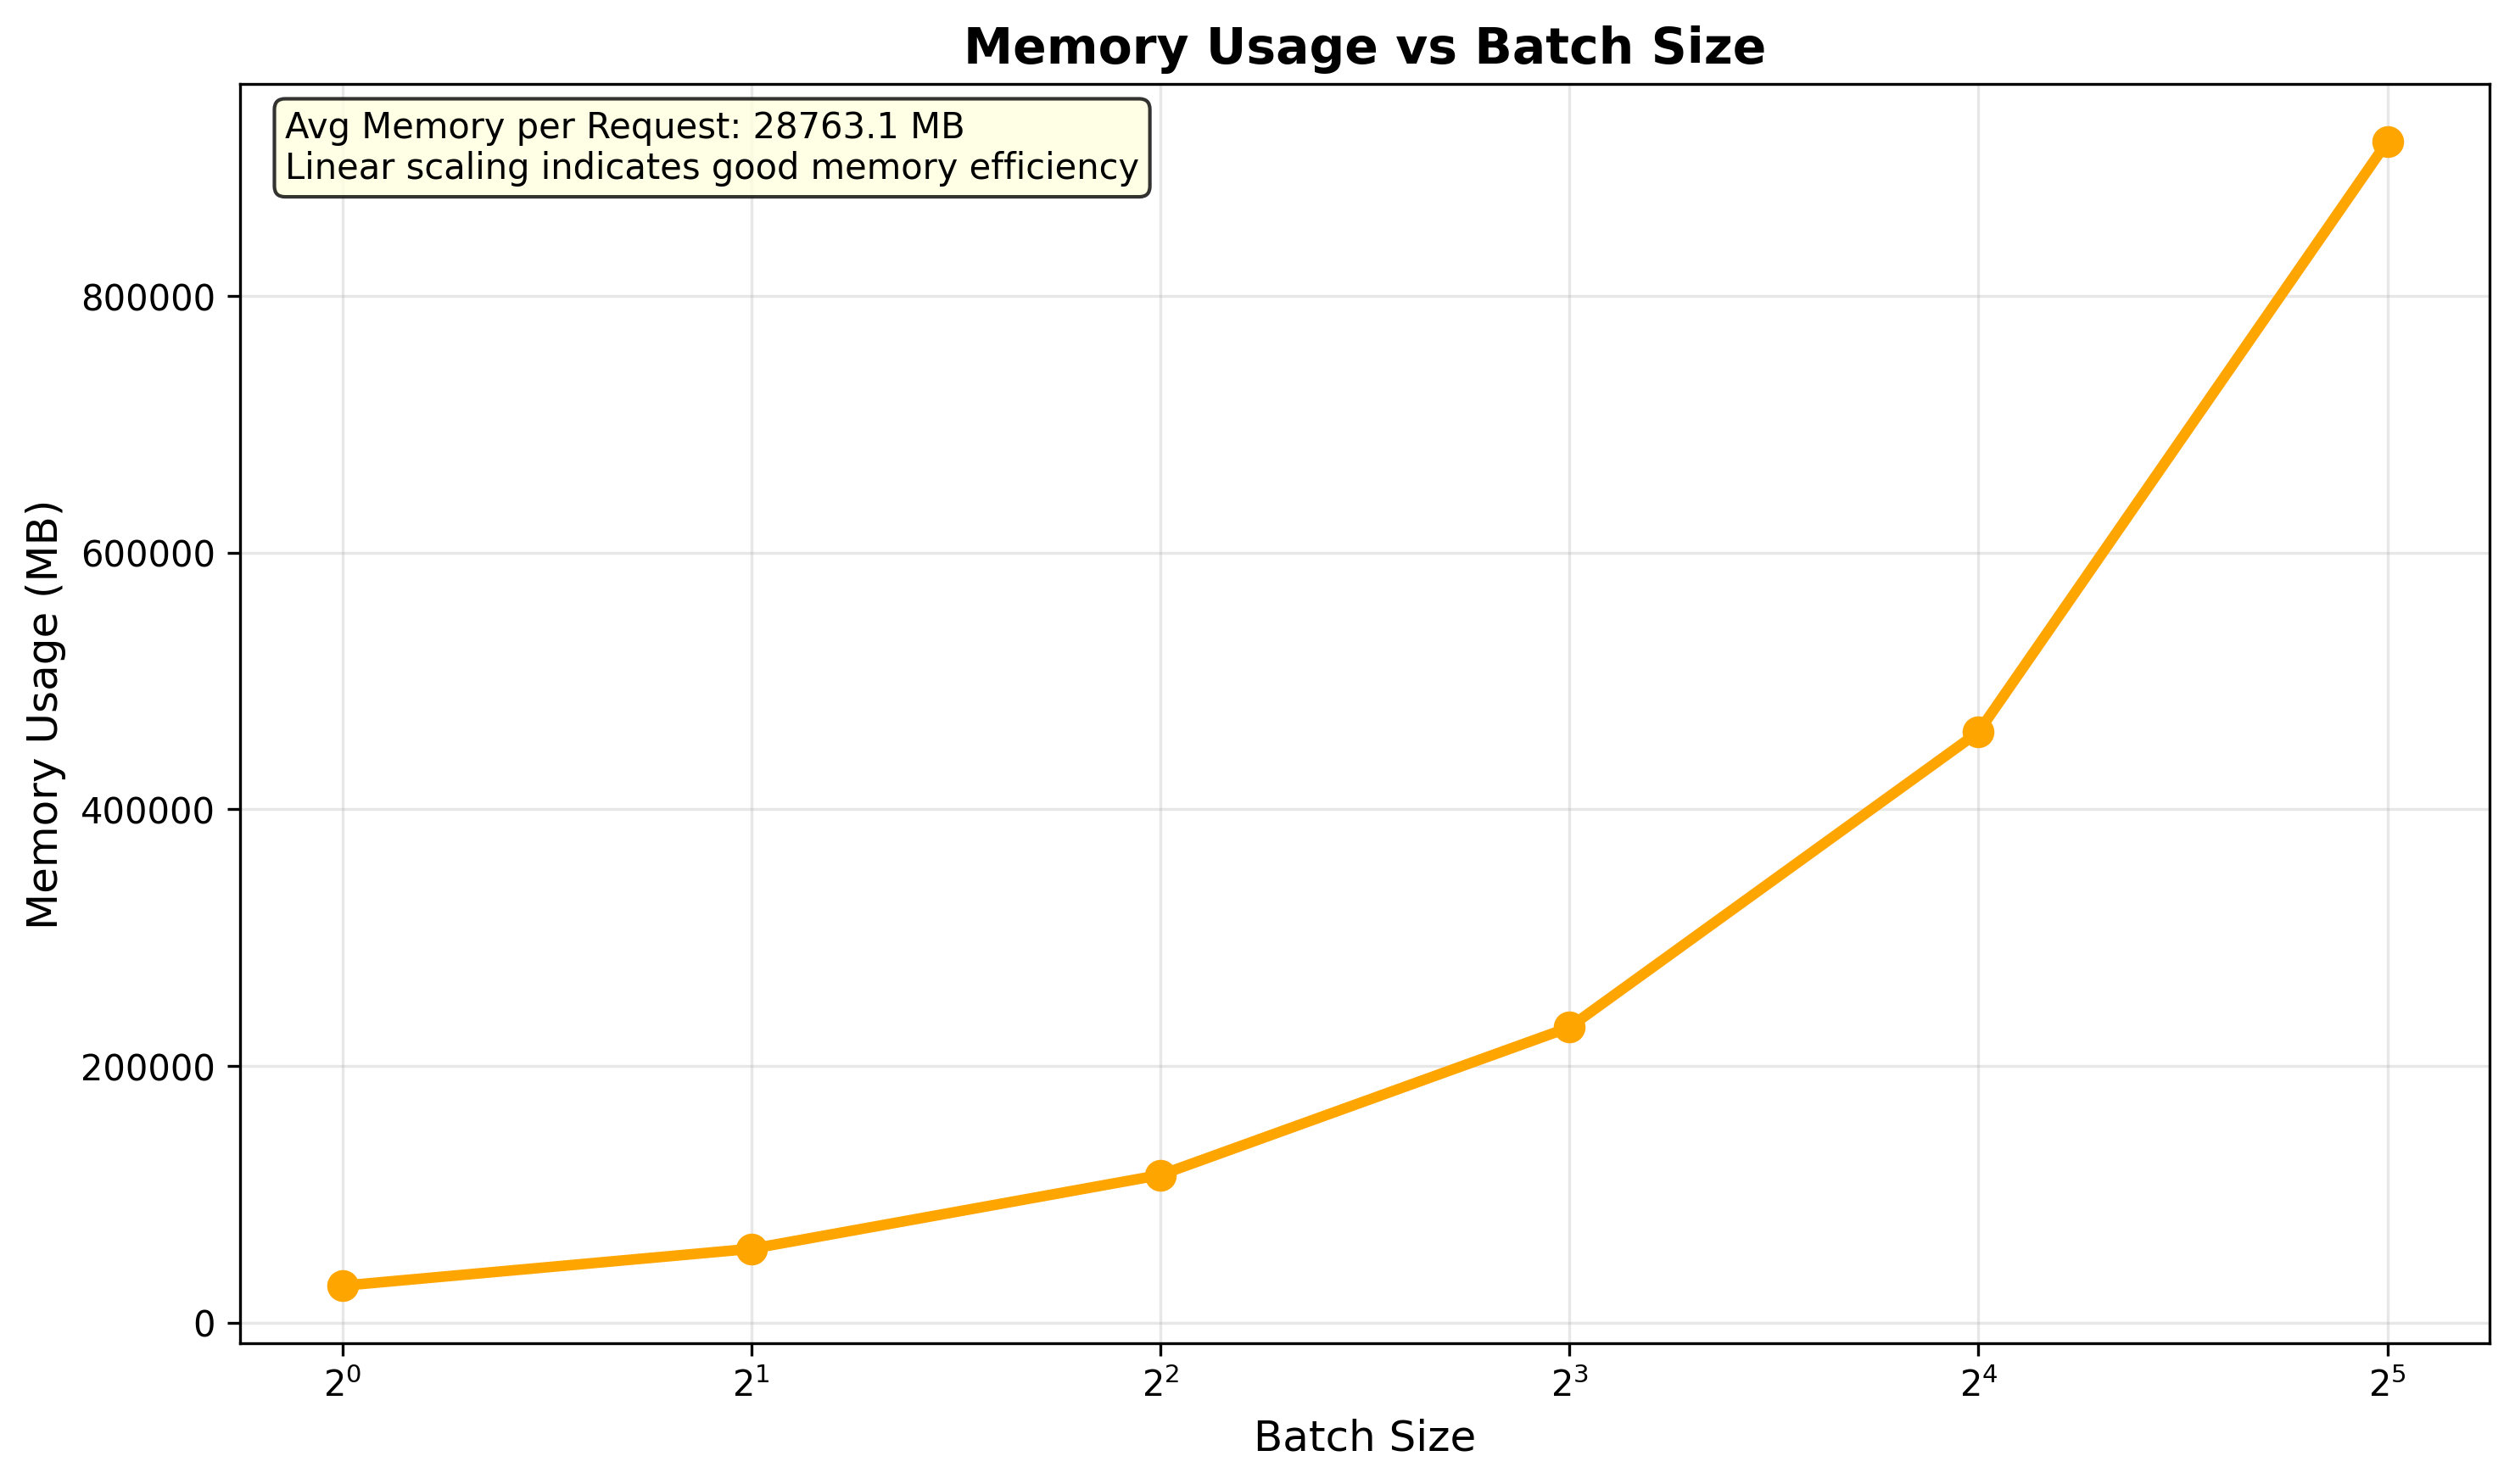 Memory Usage vs Batch Size
Avg Memory per Request: 28763.1 MB
Linear scaling indicates good memory efficiency
Memory Usage (MB)
800000
600000
400000
200000
0
2⁰
2¹
2²
2³
2⁴
2⁵
Batch Size